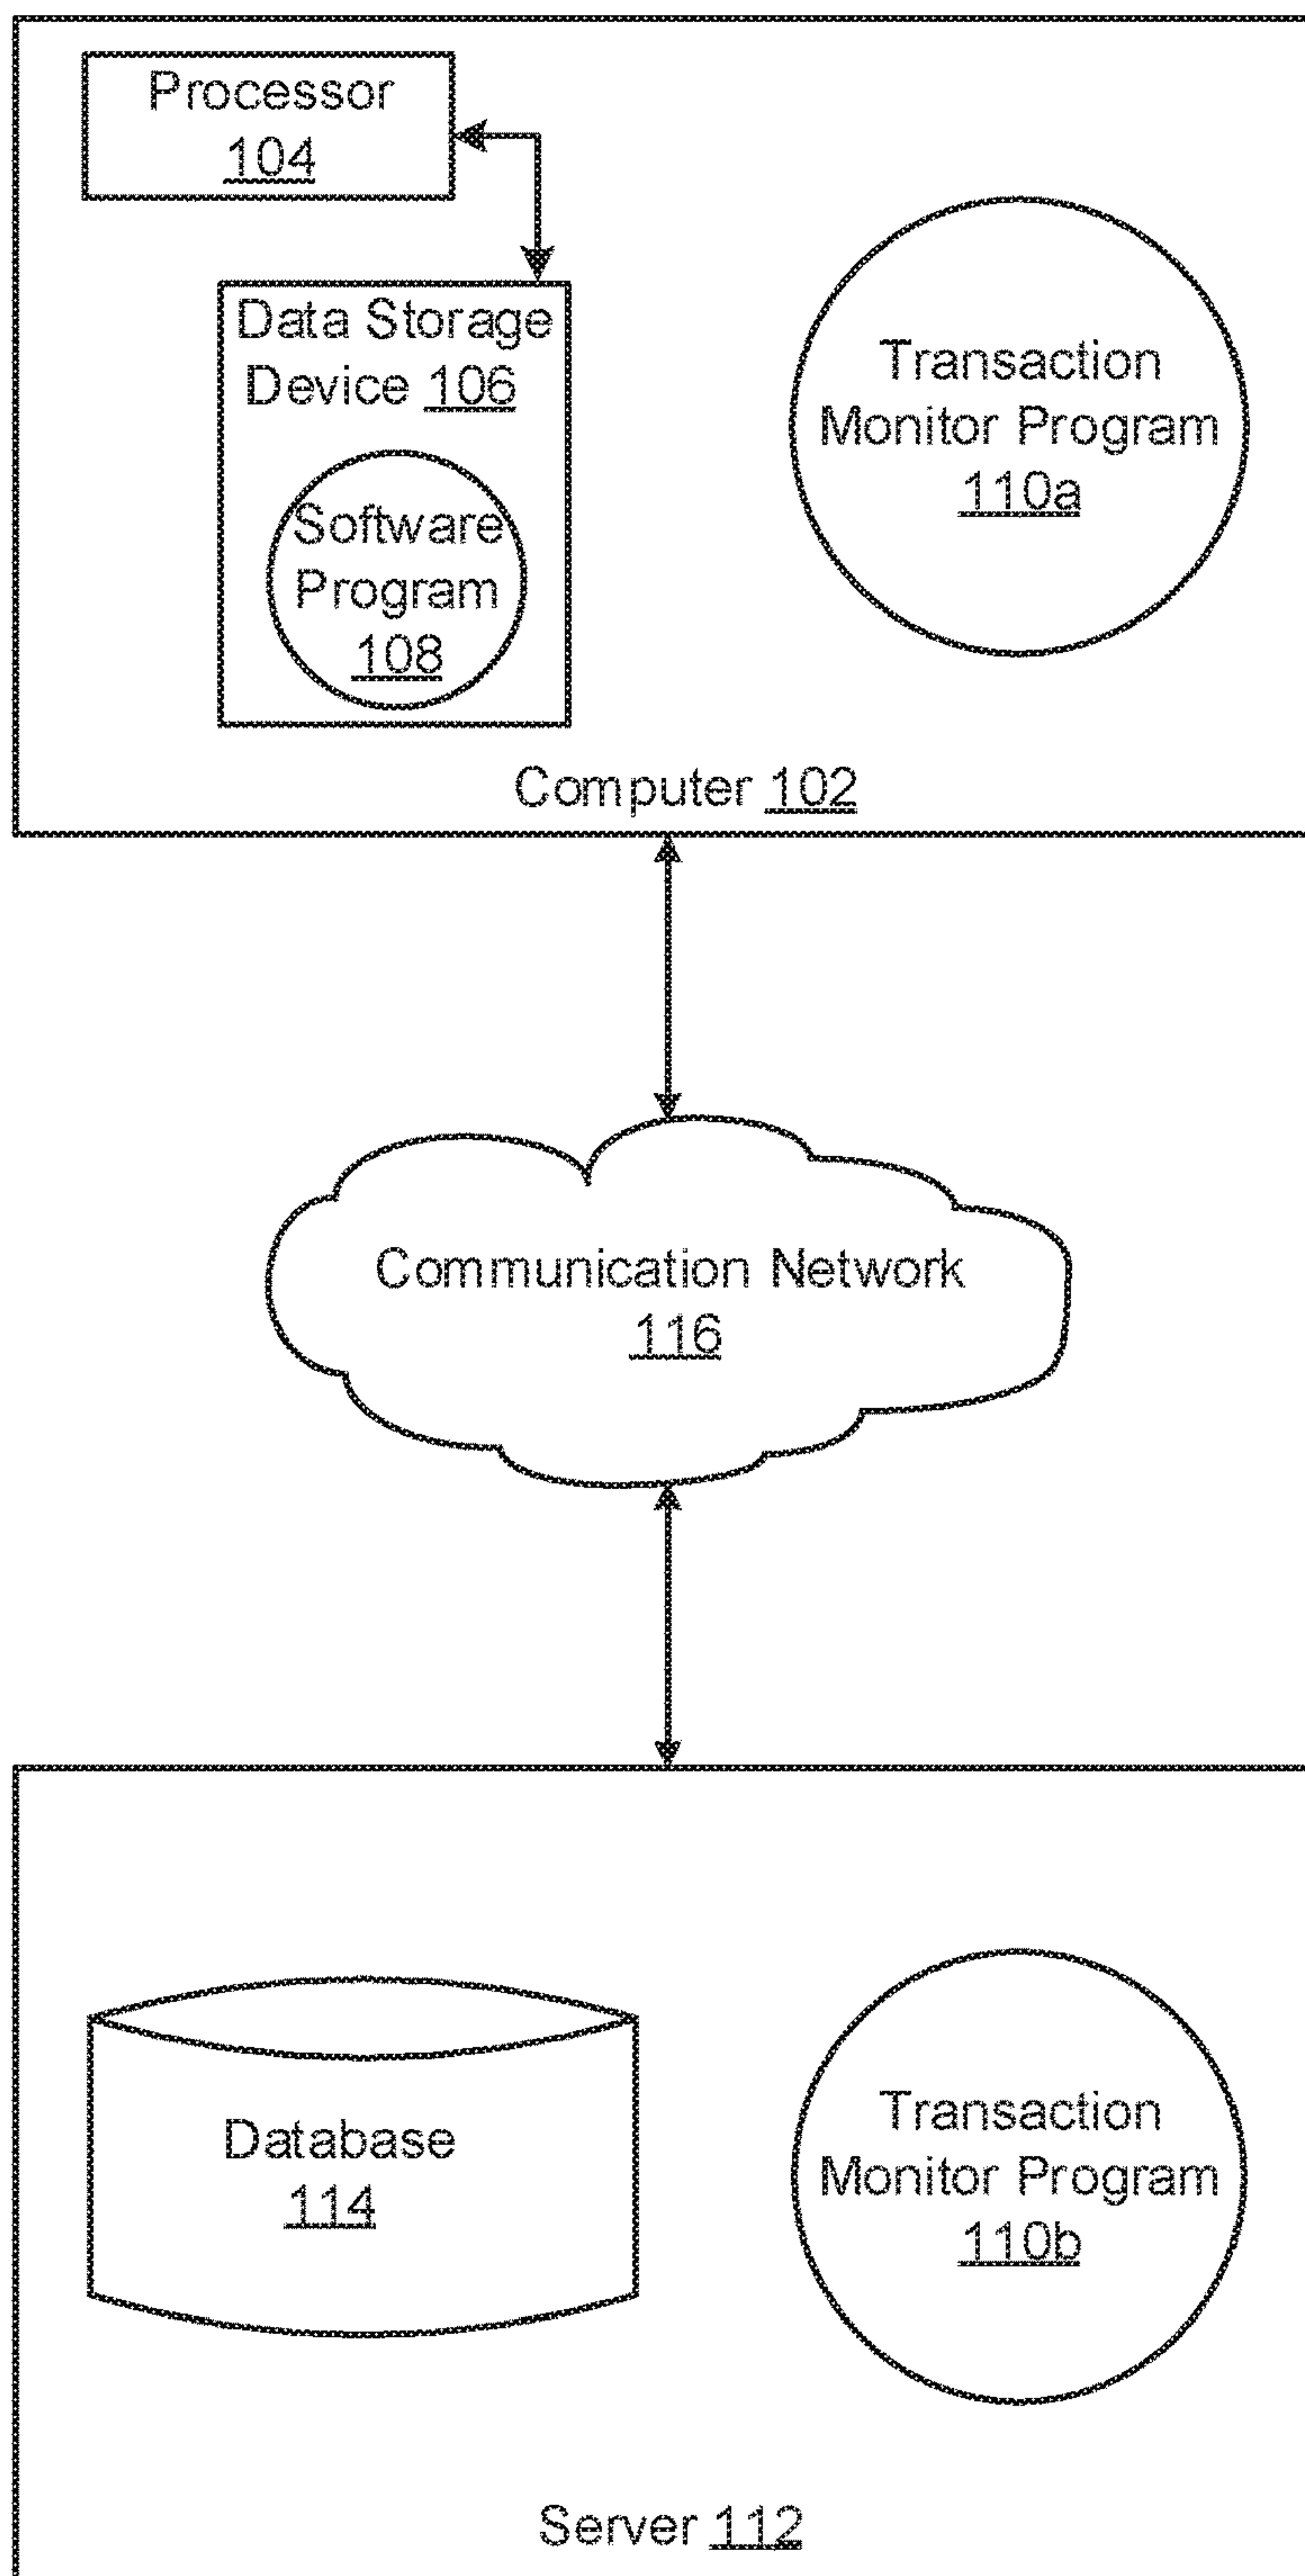 Processor
104
Data Storage
Device 106
Software
Program
108
Transaction
Monitor Program
110a
Computer 102
Communication Network
116
Database
114
Transaction
Monitor Program
110b
Server 112